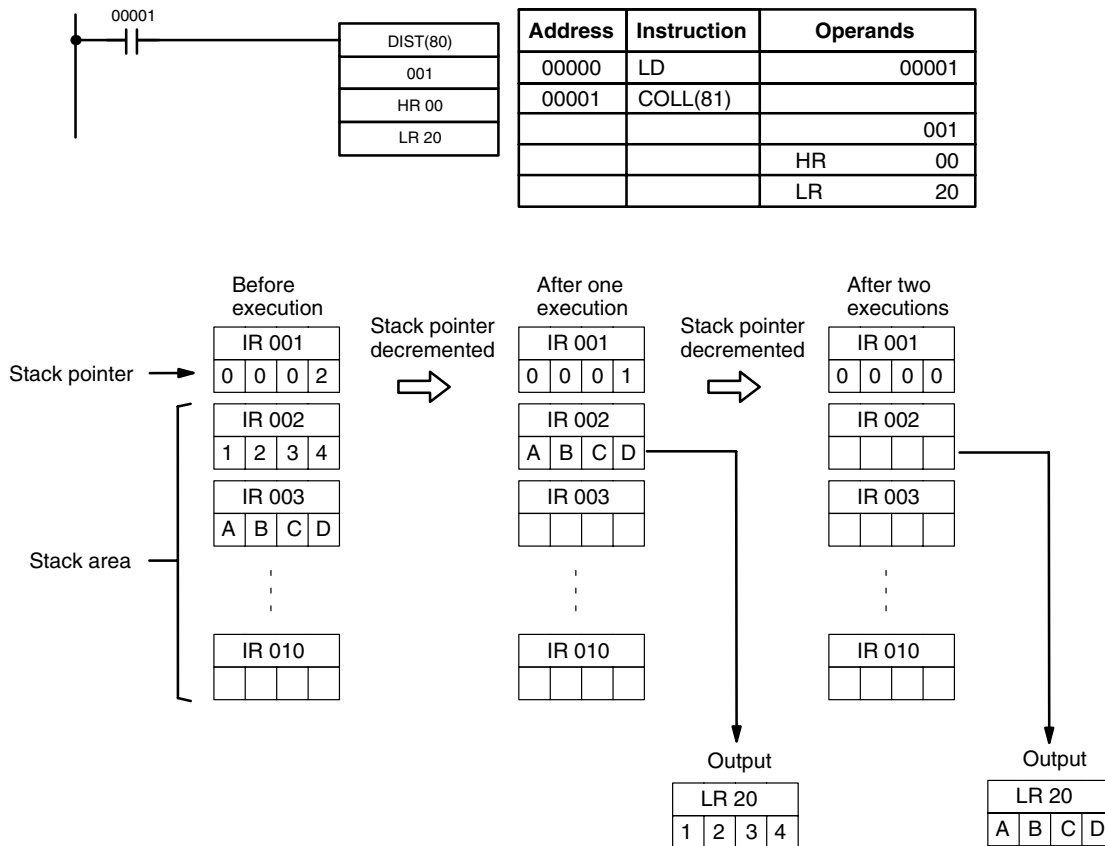 00001
DIST(80)
001
HR 00
LR 20
Address Instruction Operands
00000 LD 00001
00001 COLL(81)
001
HR 00
LR 20
Before execution
Stack pointer decremented
After one execution
Stack pointer decremented
After two executions
Stack pointer
IR 001 IR 001 IR 001
0 0 0 2 0 0 0 1 0 0 0 0
Stack area
IR 002 IR 002 IR 002
1 2 3 4 A B C D
IR 003 IR 003 IR 003
A B C D
IR 010 IR 010 IR 010
Output Output
LR 20 LR 20
1 2 3 4 A B C D